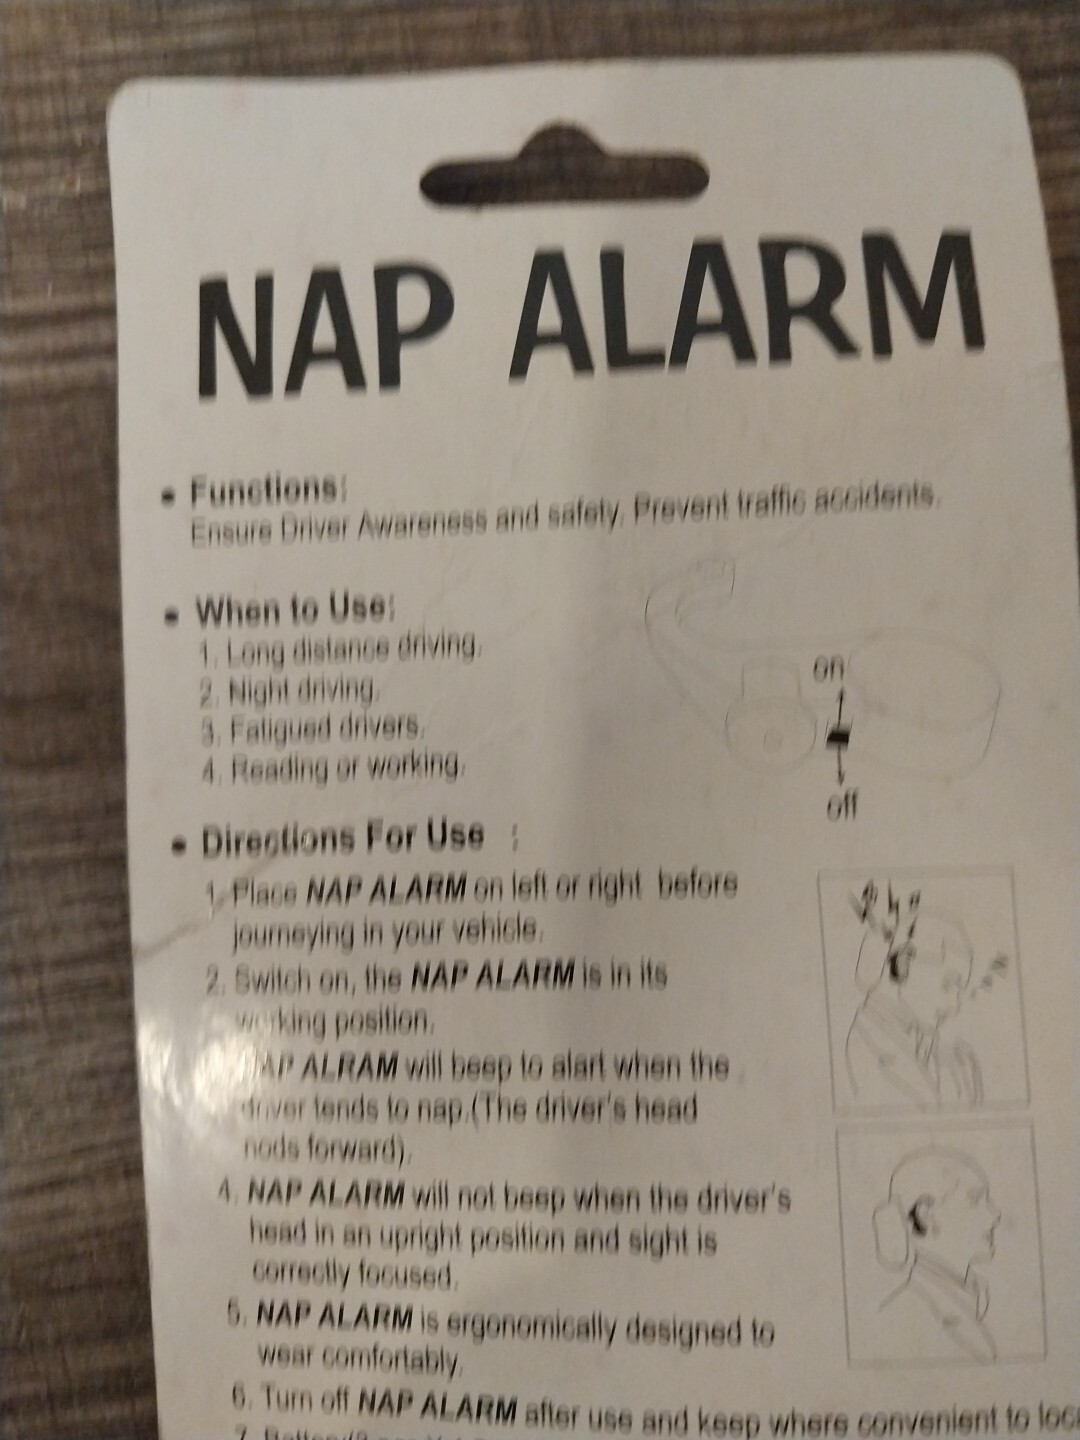 NAP ALARM
• Functions:
Ensure Driver Awareness and safety. Prevent traffic accidents.
• When to Use:
1. Long distance driving.
2. Night driving.
3. Fatigued drivers.
4. Reading or working.
on
off
• Directions For Use :
1. Place NAP ALARM on left or right before
journeying in your vehicle.
2. Switch on, the NAP ALARM is in its
working position.
NAP ALRAM will beep to alart when the
driver tends to nap.(The driver's head
nods forward).
4. NAP ALARM will not beep when the driver's
head in an upright position and sight is
correctly focused.
5. NAP ALARM is ergonomically designed to
wear comfortably.
6. Turn off NAP ALARM after use and keep where convenient to
7.